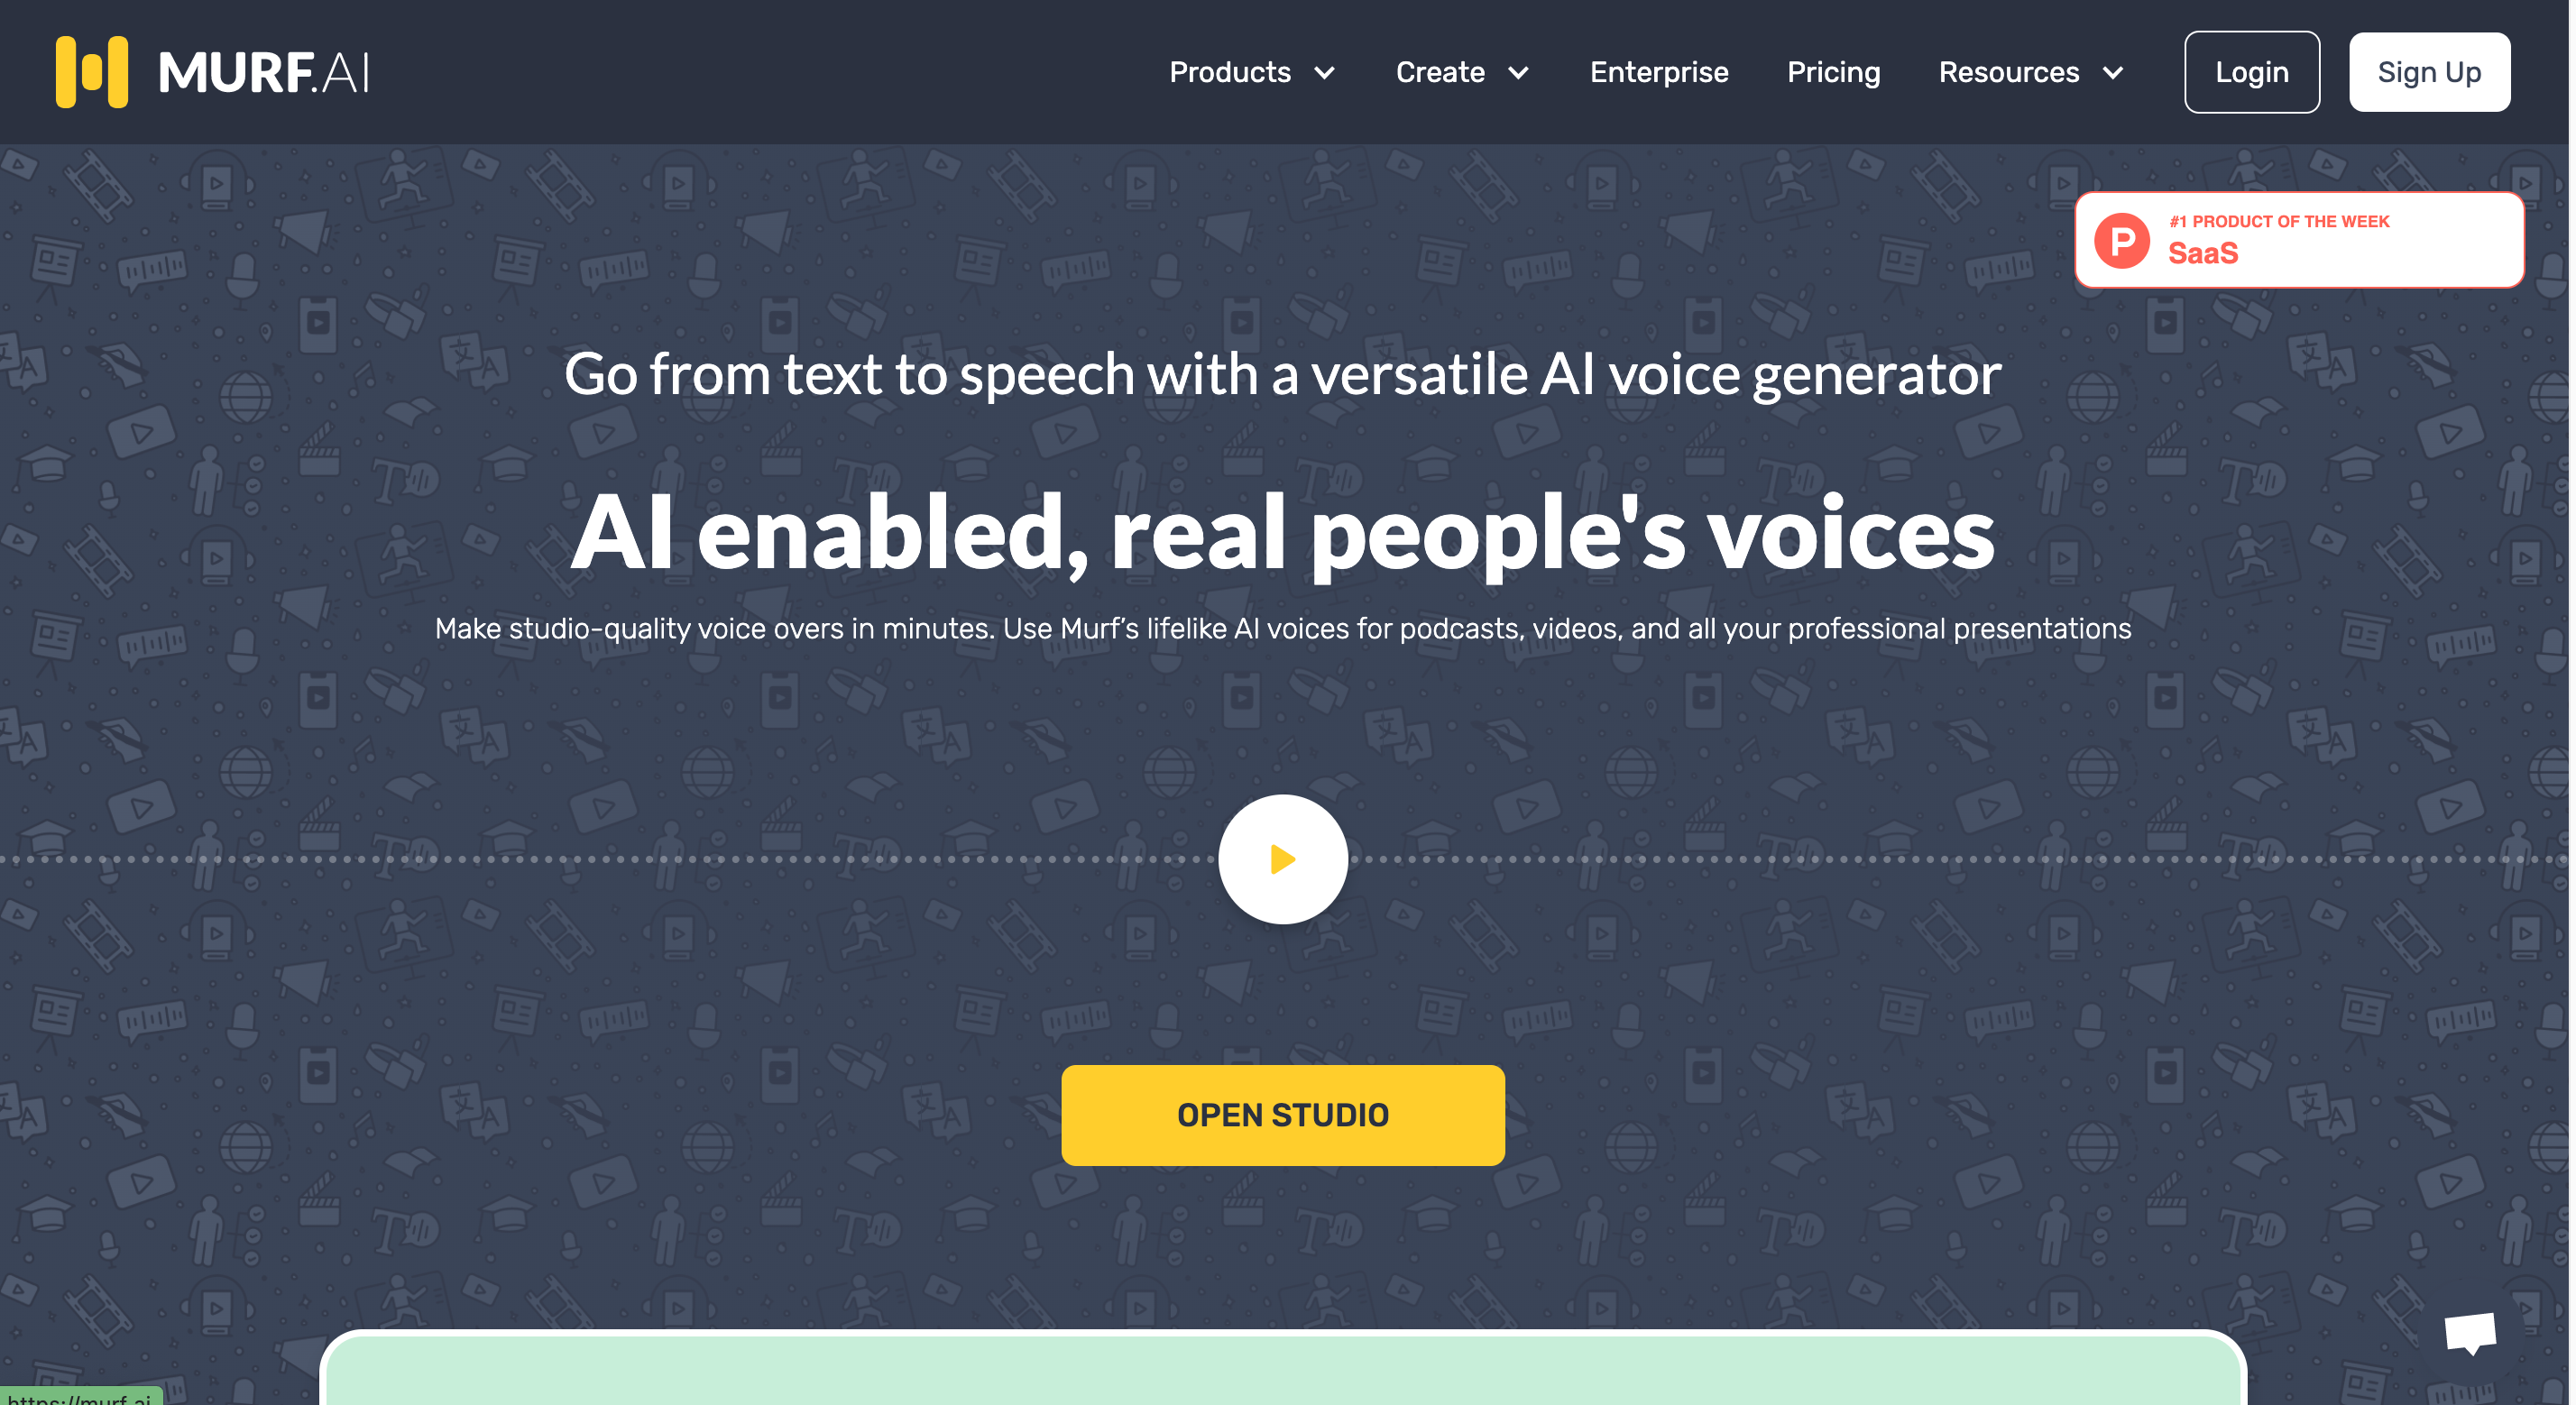 MURF.AI
Products
Create
Enterprise
Pricing
Resources
Login
Sign Up
#1 PRODUCT OF THE WEEK
SaaS
Go from text to speech with a versatile AI voice generator
AI enabled, real people's voices
Make studio-quality voice overs in minutes. Use Murf’s lifelike AI voices for podcasts, videos, and all your professional presentations
OPEN STUDIO
https://murf.ai